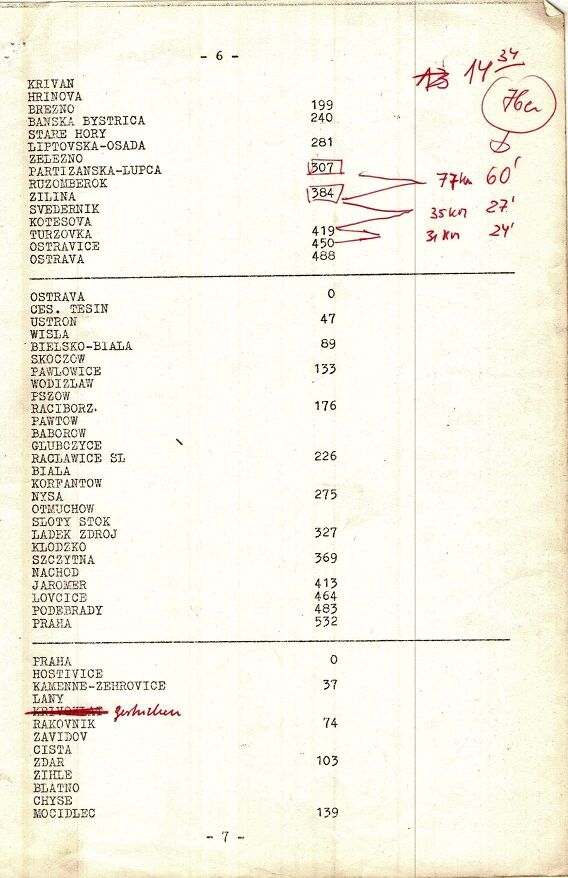 - 6 -
14 34
KRIVAN
HRINOVA
BREZNO 199
BANSKA BYSTRICA 240
STARE HORY
LIPTOVSKA-OSADA 281
ZELEZNO
PARTIZANSKA-LUPCA 307
RUZOMBEROK 77km 60'
ZILINA 384
SVEDERNIK 35km 27'
KOTESOVA
TURZOVKA 419 31km 24'
OSTRAVICE 450
OSTRAVA 488
OSTRAVA 0
CES. TESIN
USTRON 47
WISLA
BIELSKO-BIALA 89
SKOCZOW
PAWLOWICE 133
WODIZLAW
PSZOW
RACIBORZ. 176
PAWTOW
BABOROW
GLUBCZYCE
RACLAWICE SL 226
BIALA
KORFANTOW
NYSA 275
OTMUCHOW
SLOTY STOK
LADEK ZDROJ 327
KLODZKO
SZCZYTNA 369
NACHOD
JAROMER 413
LOVCICE 464
PODEBRADY 483
PRAHA 532
PRAHA 0
HOSTIVICE
KAMENNE-ZEHROVICE 37
LANY
gestrichen
RAKOVNIK 74
ZAVIDOV
CISTA
ZDAR 103
ZIHLE
BLATNO
CHYSE
MOCIDLEC 139
- 7 -